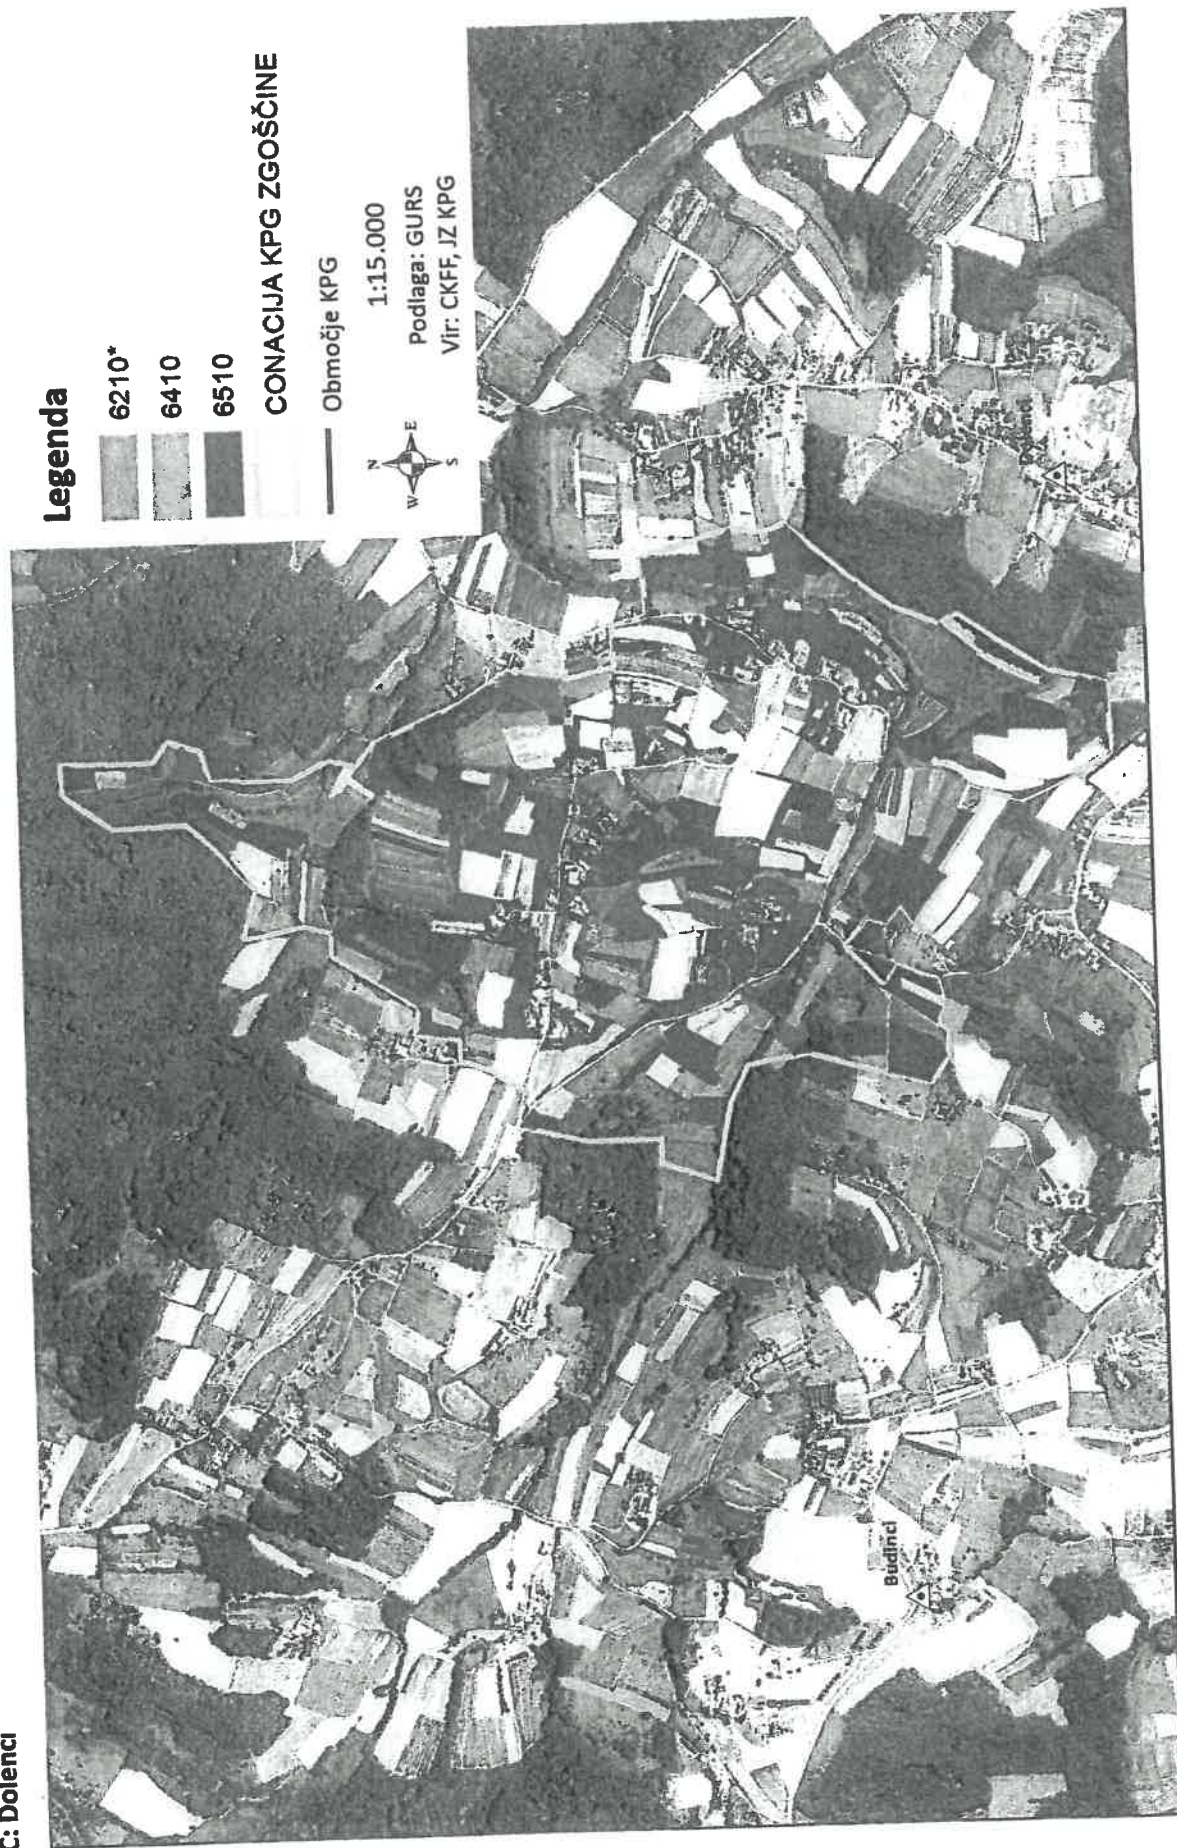 C: Dolenci
Legenda
6210*
6410
6510
CONACIJA KPG ZGOŠČINE
Območje KPG
N
W E
S
1:15.000
Podlaga: GURS
Vir: CKFF, JZ KPG
Budinci